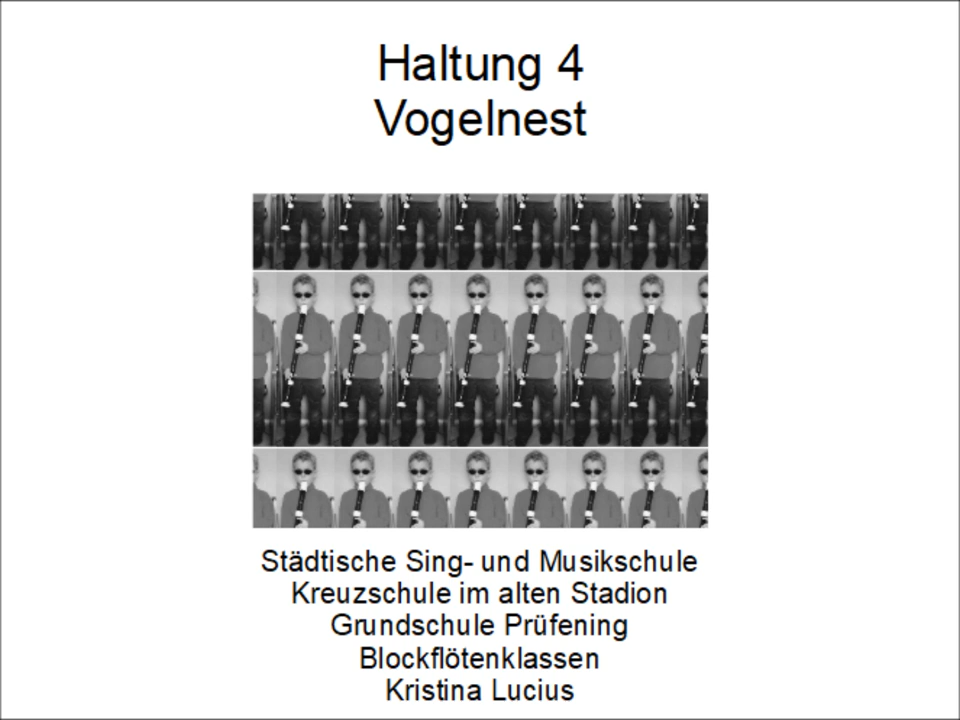 Haltung 4
Vogelnest
Städtische Sing- und Musikschule
Kreuzschule im alten Stadion
Grundschule Prüfening
Blockflötenklassen
Kristina Lucius